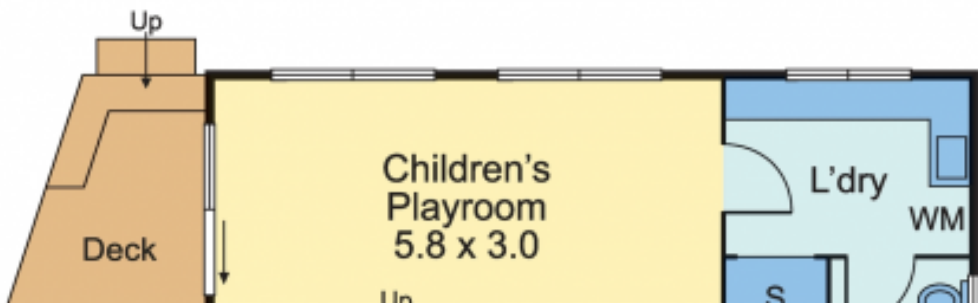 Up
Children's
Playroom
5.8 x 3.0
L'dry
WM
Deck
Up
S